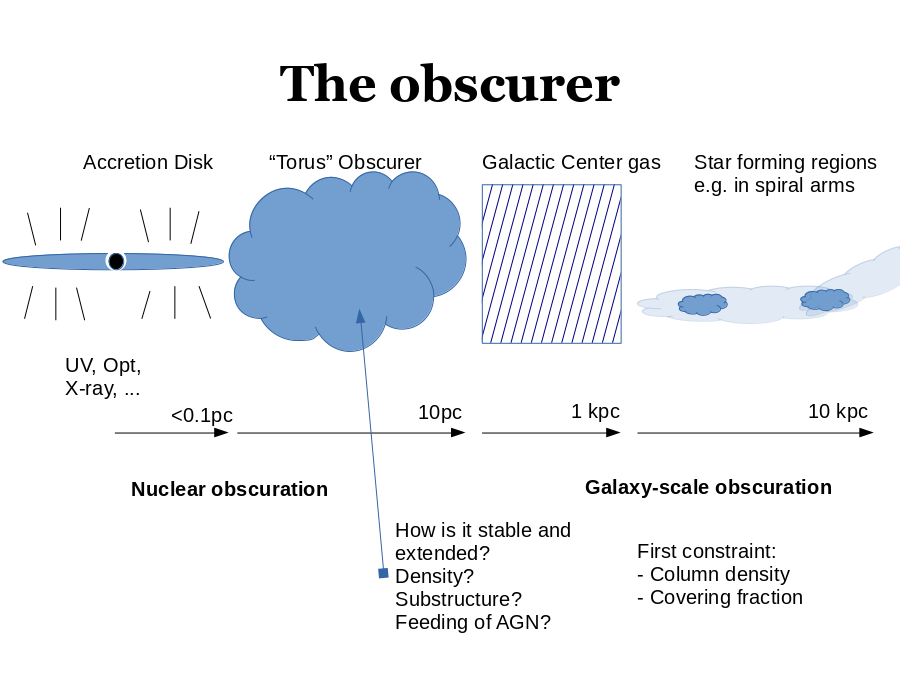 The obscurer
Accretion Disk
“Torus” Obscurer
Galactic Center gas
Star forming regions
e.g. in spiral arms
UV, Opt,
X-ray, ...
<0.1pc
10pc
1 kpc
10 kpc
Nuclear obscuration
Galaxy-scale obscuration
How is it stable and
extended?
Density?
Substructure?
Feeding of AGN?
First constraint:
- Column density
- Covering fraction